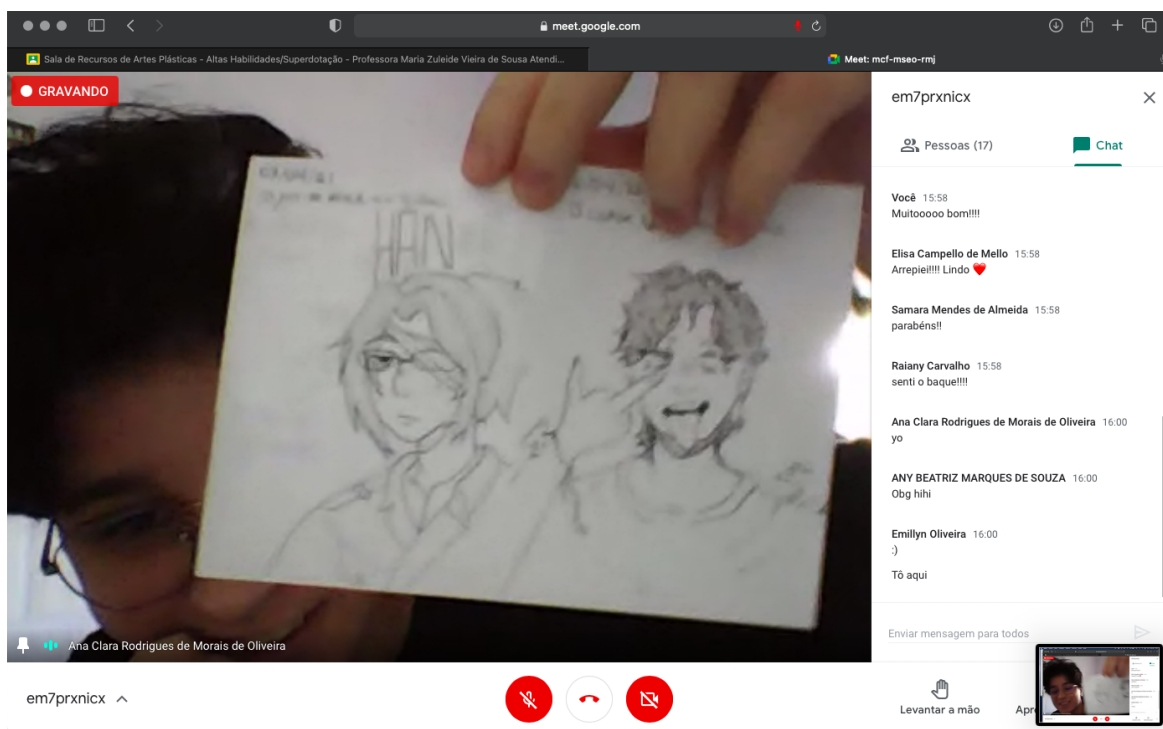 meet.google.com
Sala de Recursos de Artes Plásticas - Altas Habilidades/Superdotação - Professora Maria Zuleide Vieira de Sousa Atendi...
Meet: mcf-mseo-rmj
GRAVANDO
HAN
Ana Clara Rodrigues de Morais de Oliveira
em7prxnicx
Pessoas (17)
Chat
Você 15:58
Muitooooo bom!!!!
Elisa Campello de Mello 15:58
Arrepiei!!!! Lindo ❤️
Samara Mendes de Almeida 15:58
parabéns!!
Raiany Carvalho 15:58
senti o baque!!!!
Ana Clara Rodrigues de Morais de Oliveira 16:00
yo
ANY BEATRIZ MARQUES DE SOUZA 16:00
Obg hihi
Emillyn Oliveira 16:00
:)
Tô aqui
Enviar mensagem para todos
em7prxnicx
Levantar a mão
Apr